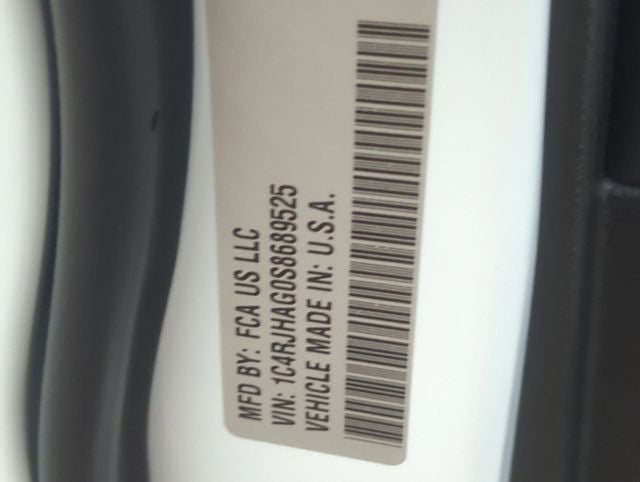 MFD BY: FCA US LLC
VIN: 1C4RJHAG0S8689525
VEHICLE MADE IN: U.S.A.